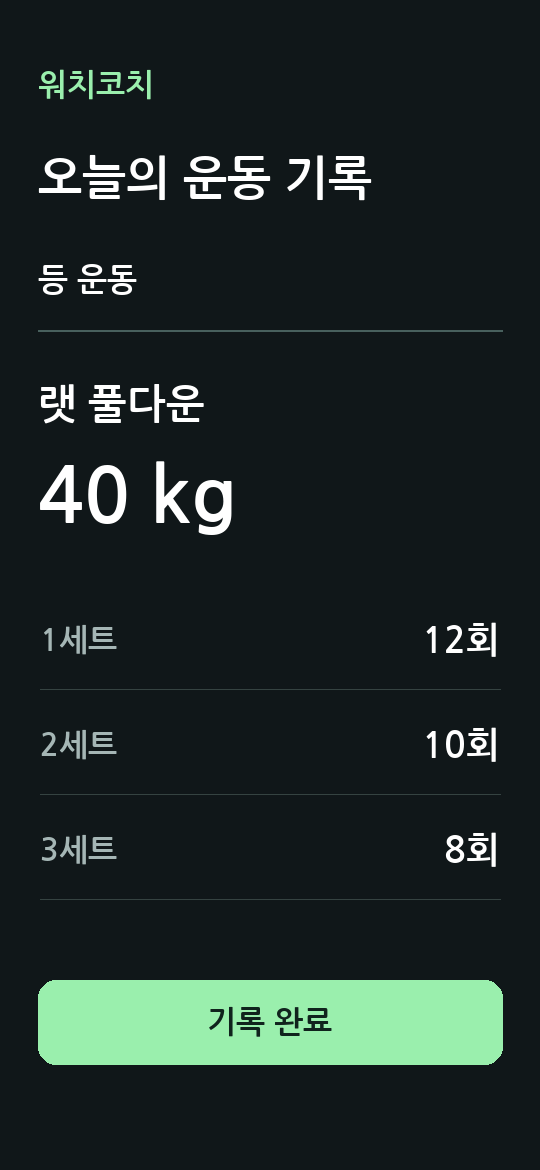 워치코치
오늘의 운동 기록
등 운동
랫 풀다운
40 kg
1세트 12회
2세트 10회
3세트 8회
기록 완료